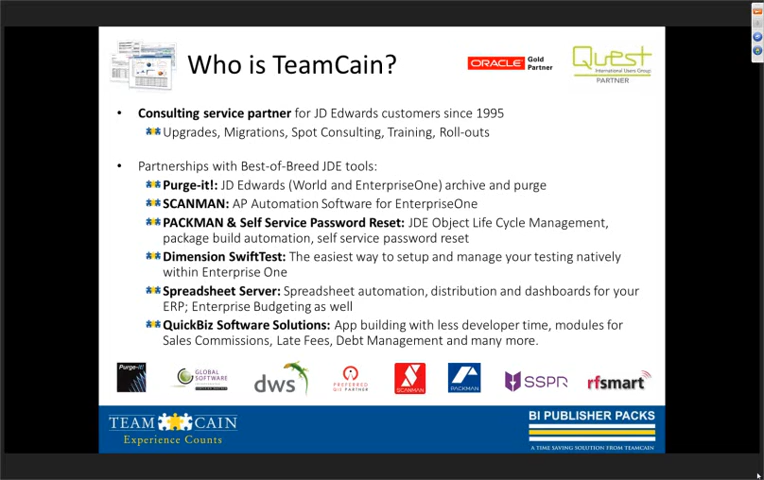 Who is TeamCain?
ORACLE Gold Partner
Quest
International Users Group
PARTNER
• Consulting service partner for JD Edwards customers since 1995
Upgrades, Migrations, Spot Consulting, Training, Roll-outs
• Partnerships with Best-of-Breed JDE tools:
Purge-it!: JD Edwards (World and EnterpriseOne) archive and purge
SCANMAN: AP Automation Software for EnterpriseOne
PACKMAN & Self Service Password Reset: JDE Object Life Cycle Management,
package build automation, self service password reset
Dimension SwiftTest: The easiest way to setup and manage your testing natively
within Enterprise One
Spreadsheet Server: Spreadsheet automation, distribution and dashboards for your
ERP; Enterprise Budgeting as well
QuickBiz Software Solutions: App building with less developer time, modules for
Sales Commissions, Late Fees, Debt Management and many more.
Purge-it!
GLOBAL SOFTWARE
dws
PREFERRED PARTNER
SCANMAN
PACKMAN
SSPR
rfsmart
TEAM CAIN
Experience Counts
BI PUBLISHER PACKS
A TIME SAVING SOLUTION FROM TEAMCAIN